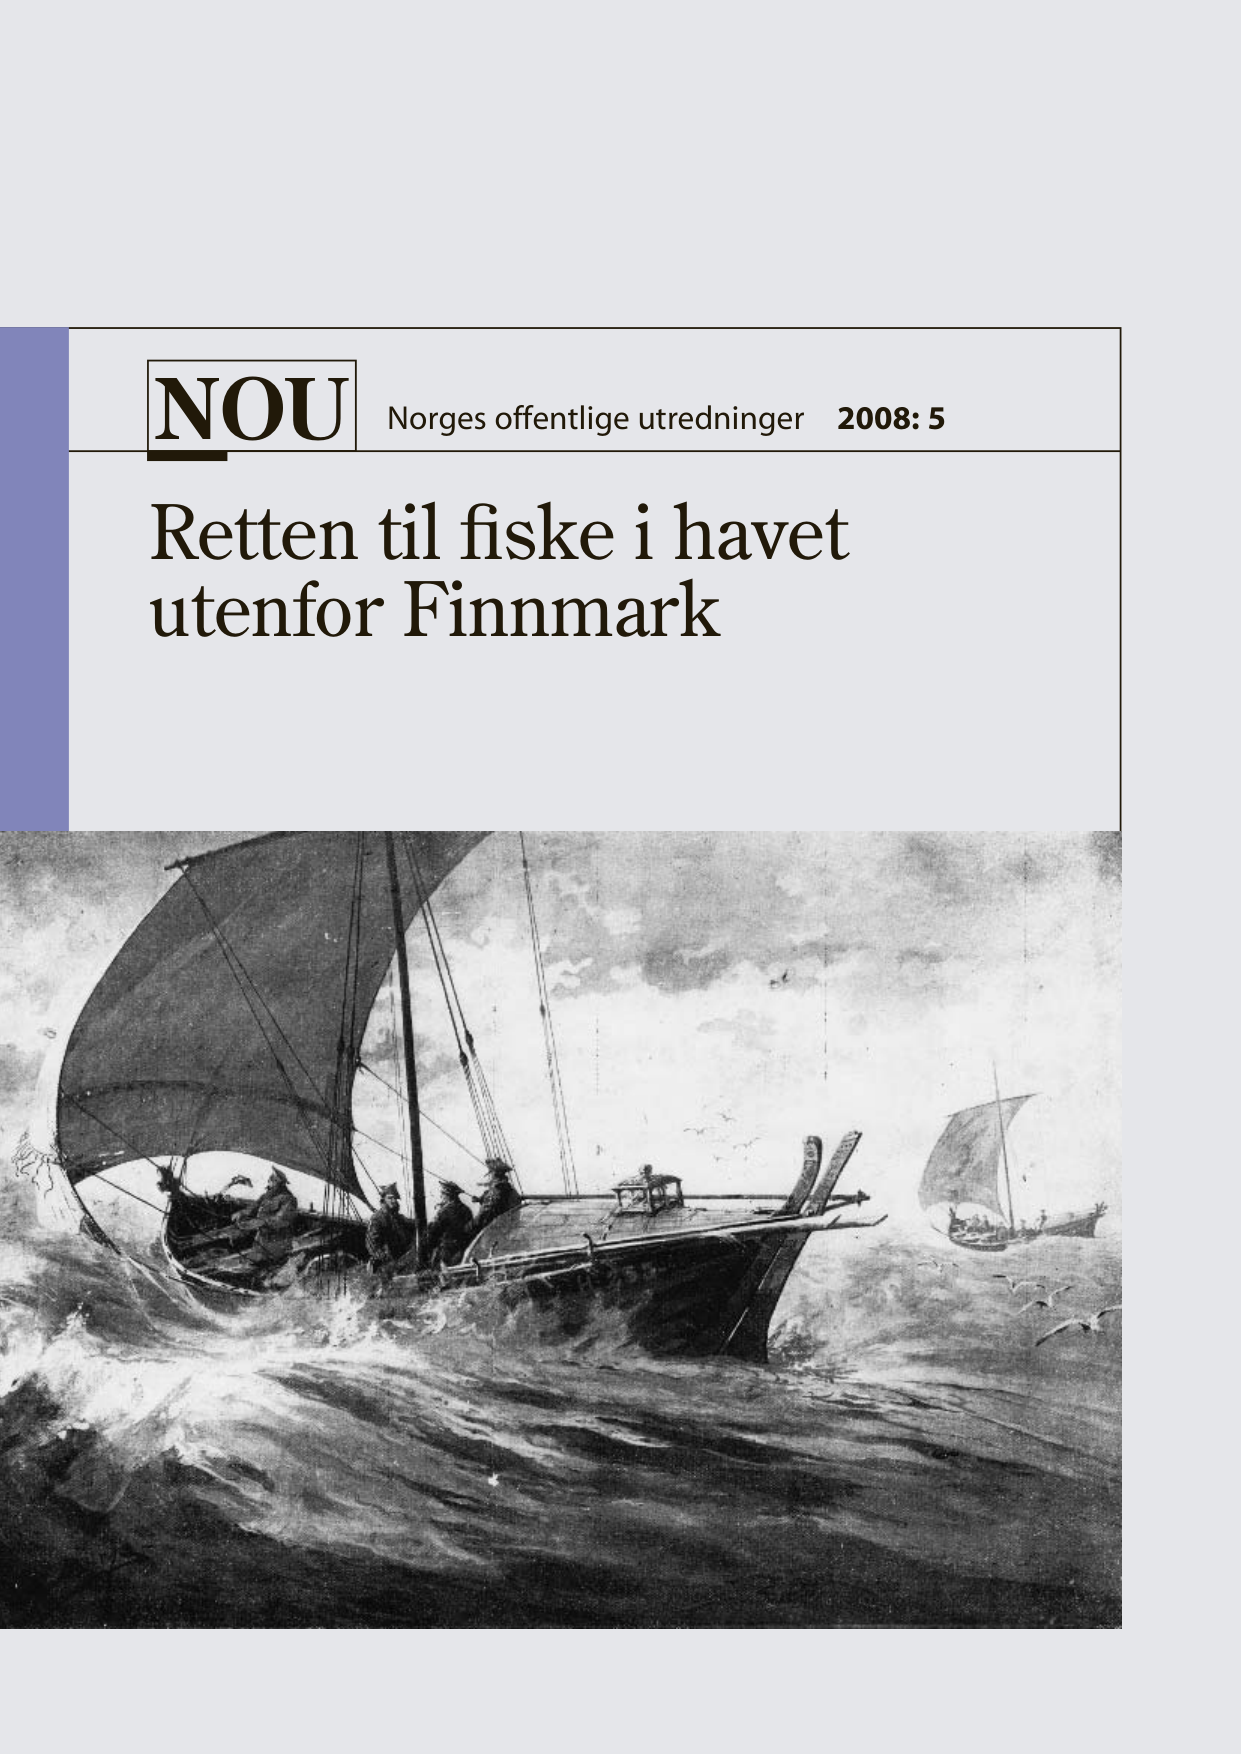 NOU
Norges offentlige utredninger 2008: 5
Retten til fiske i havet
utenfor Finnmark